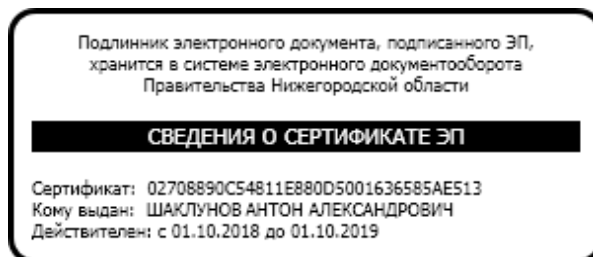 Подлинник электронного документа, подписанного ЭП,
хранится в системе электронного документооборота
Правительства Нижегородской области
СВЕДЕНИЯ О СЕРТИФИКАТЕ ЭП
Сертификат: 02708890C54811E880D5001636585AE513
Кому выдан: ШАКЛУНОВ АНТОН АЛЕКСАНДРОВИЧ
Действителен: с 01.10.2018 до 01.10.2019